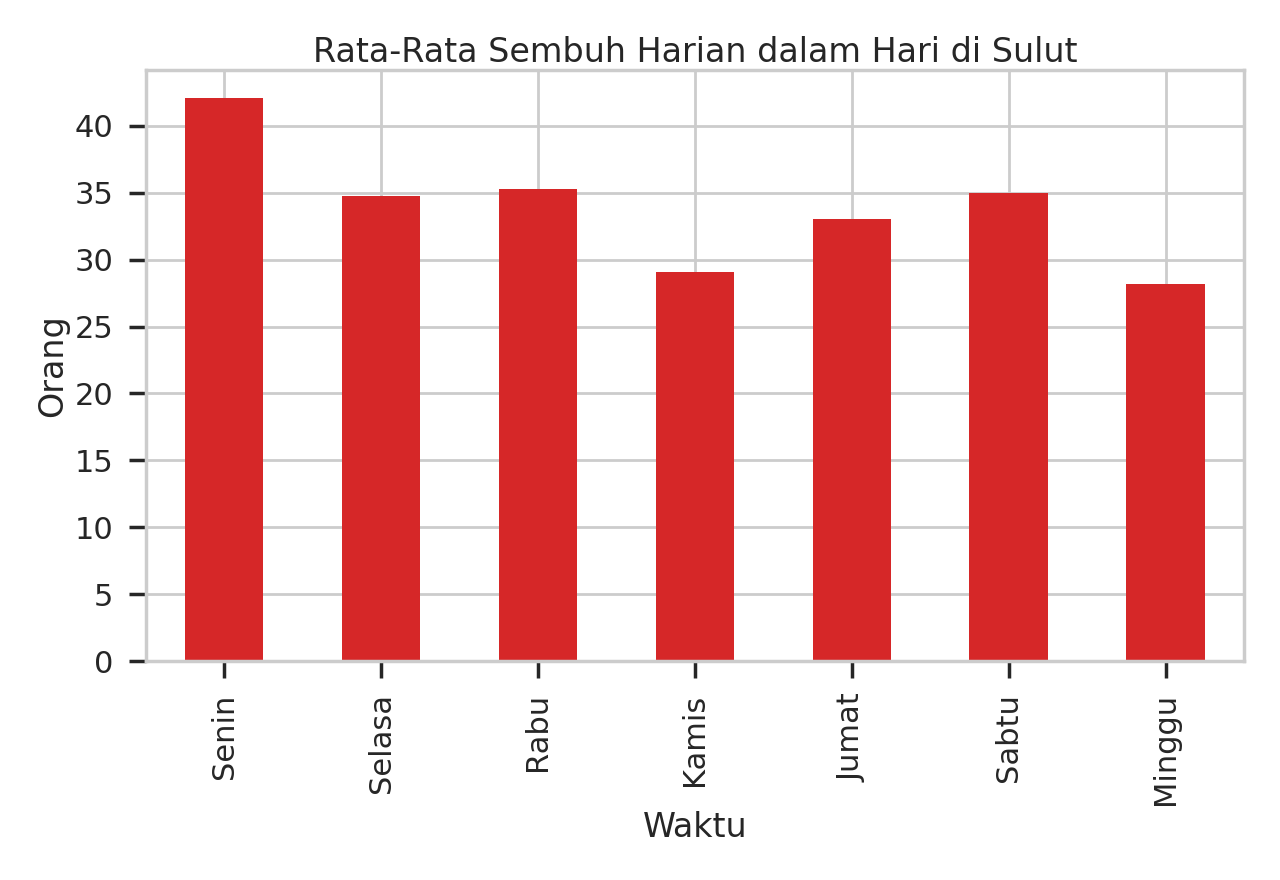 Rata-Rata Sembuh Harian dalam Hari di Sulut
Orang
40
35
30
25
20
15
10
5
0
Senin
Selasa
Rabu
Kamis
Jumat
Sabtu
Minggu
Waktu